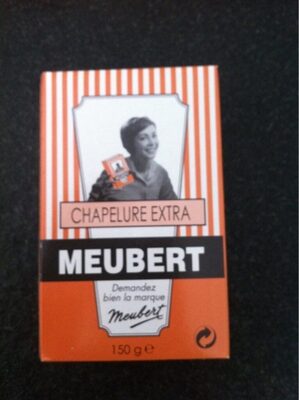 CHAPELURE EXTRA
MEUBERT
Demandez
bien la marque
Meubert
150 g e